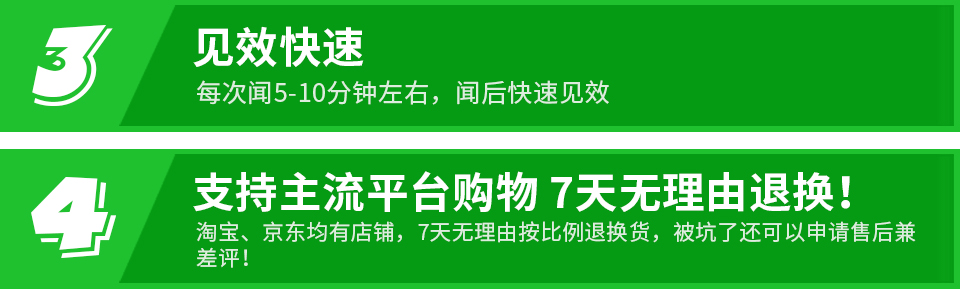 3
见效快速
每次闻5-10分钟左右，闻后快速见效
4
支持主流平台购物 7天无理由退换！
淘宝、京东均有店铺，7天无理由按比例退换货，被坑了还可以申请售后兼
差评！